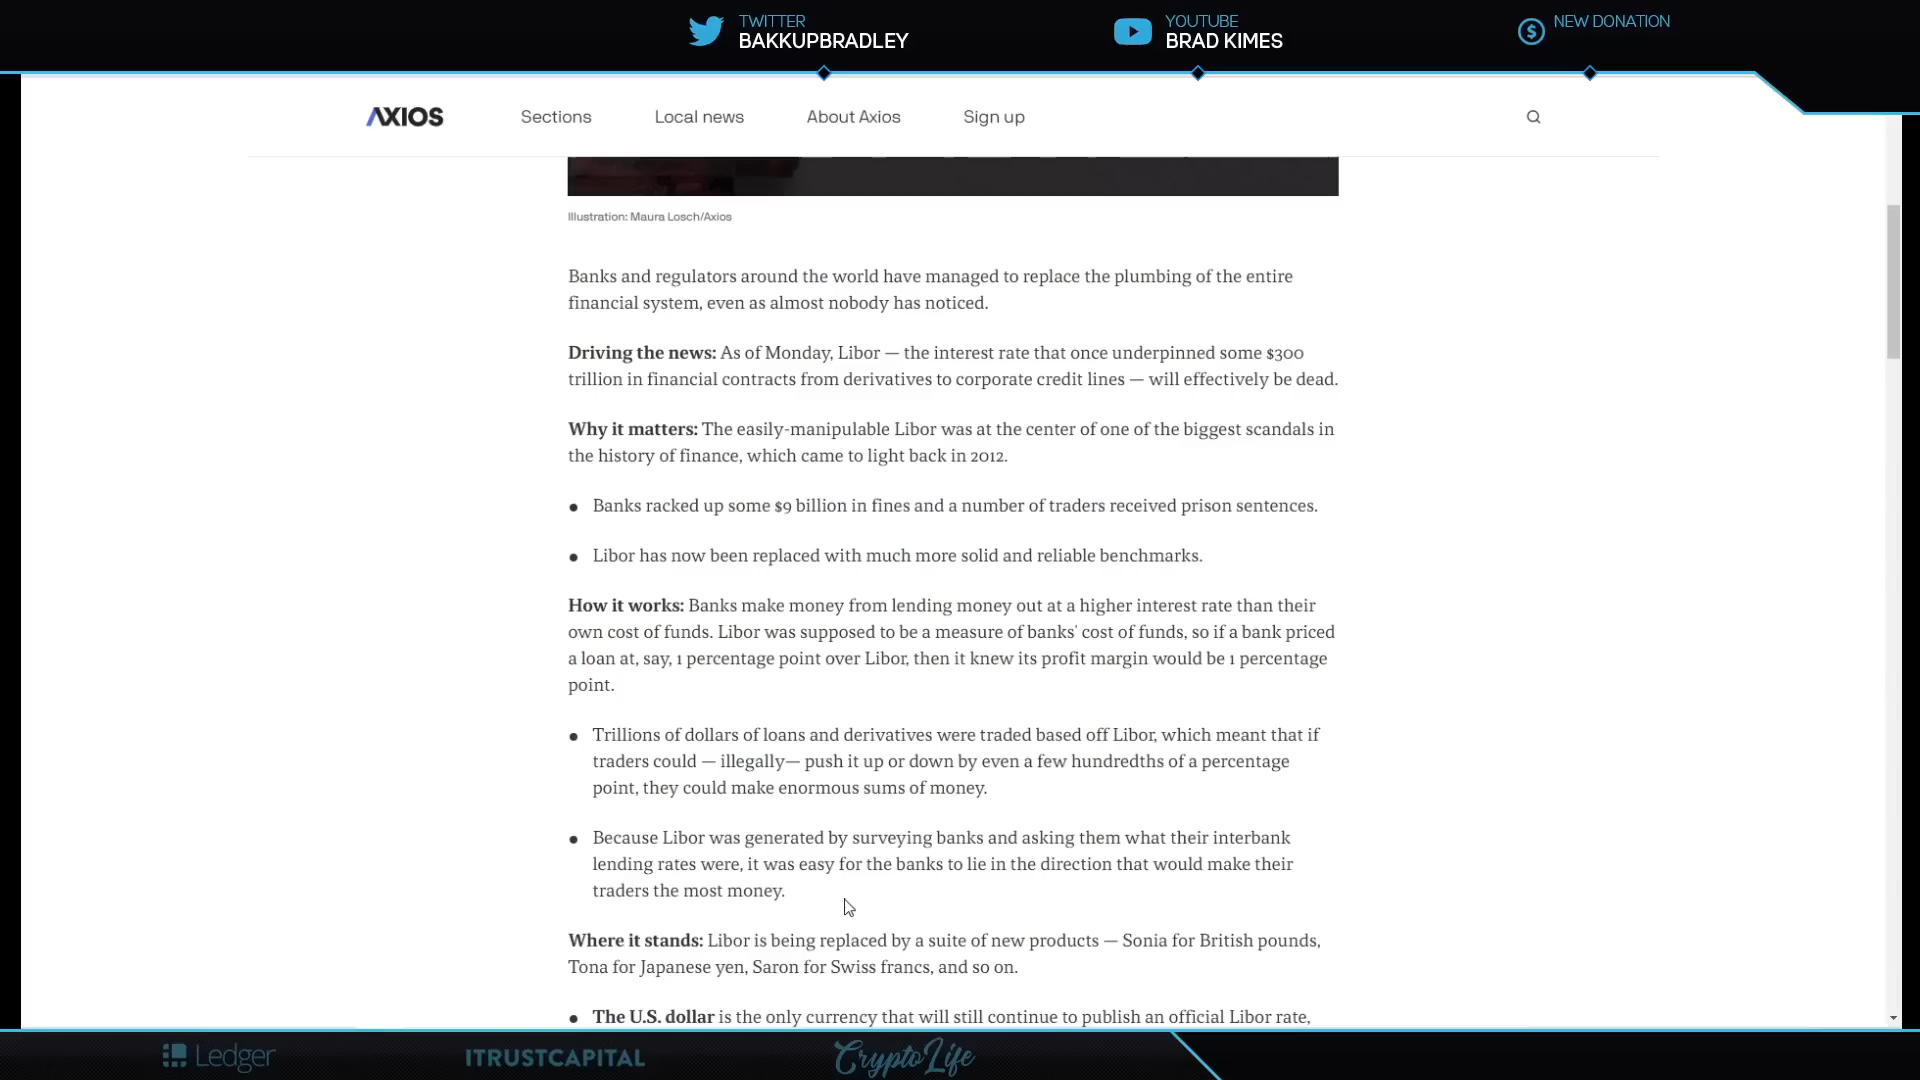 TWITTER
BAKKUPBRADLEY
YOUTUBE
BRAD KIMES
NEW DONATION
AXIOS
Sections
Local news
About Axios
Sign up
Illustration: Maura Losch/Axios
Banks and regulators around the world have managed to replace the plumbing of the entire
financial system, even as almost nobody has noticed.
Driving the news: As of Monday, Libor — the interest rate that once underpinned some $300
trillion in financial contracts from derivatives to corporate credit lines — will effectively be dead.
Why it matters: The easily-manipulable Libor was at the center of one of the biggest scandals in
the history of finance, which came to light back in 2012.
● Banks racked up some $9 billion in fines and a number of traders received prison sentences.
● Libor has now been replaced with much more solid and reliable benchmarks.
How it works: Banks make money from lending money out at a higher interest rate than their
own cost of funds. Libor was supposed to be a measure of banks' cost of funds, so if a bank priced
a loan at, say, 1 percentage point over Libor, then it knew its profit margin would be 1 percentage
point.
● Trillions of dollars of loans and derivatives were traded based off Libor, which meant that if
traders could — illegally— push it up or down by even a few hundredths of a percentage
point, they could make enormous sums of money.
● Because Libor was generated by surveying banks and asking them what their interbank
lending rates were, it was easy for the banks to lie in the direction that would make their
traders the most money.
Where it stands: Libor is being replaced by a suite of new products — Sonia for British pounds,
Tona for Japanese yen, Saron for Swiss francs, and so on.
● The U.S. dollar is the only currency that will still continue to publish an official Libor rate,
Ledger
ITRUSTCAPITAL
CryptoLife